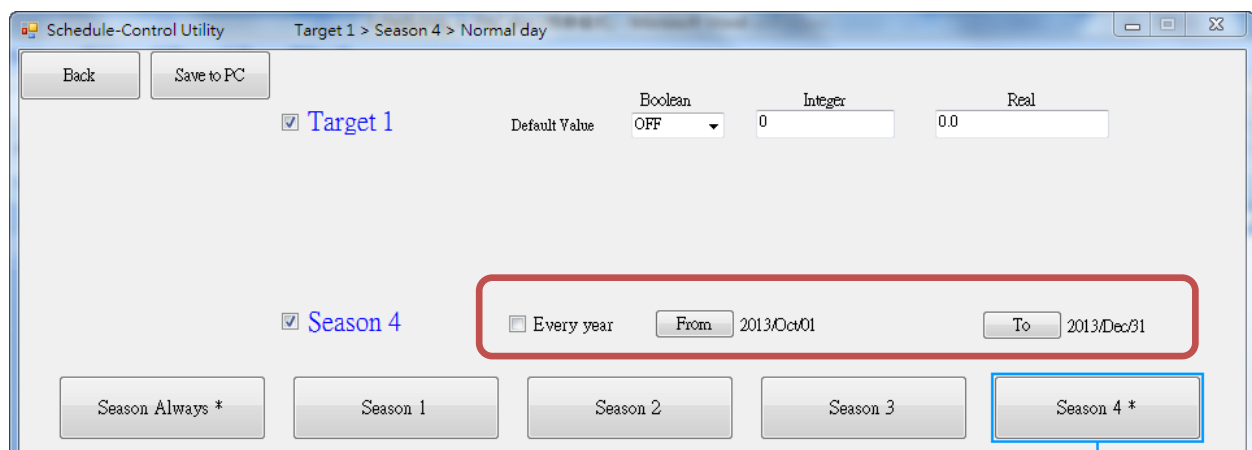 Schedule-Control Utility Target 1 > Season 4 > Normal day
Back Save to PC
Boolean Integer Real
Target 1 Default Value OFF 0 0.0
Season 4 Every year From 2013/Oct/01 To 2013/Dec/31
Season Always * Season 1 Season 2 Season 3 Season 4 *